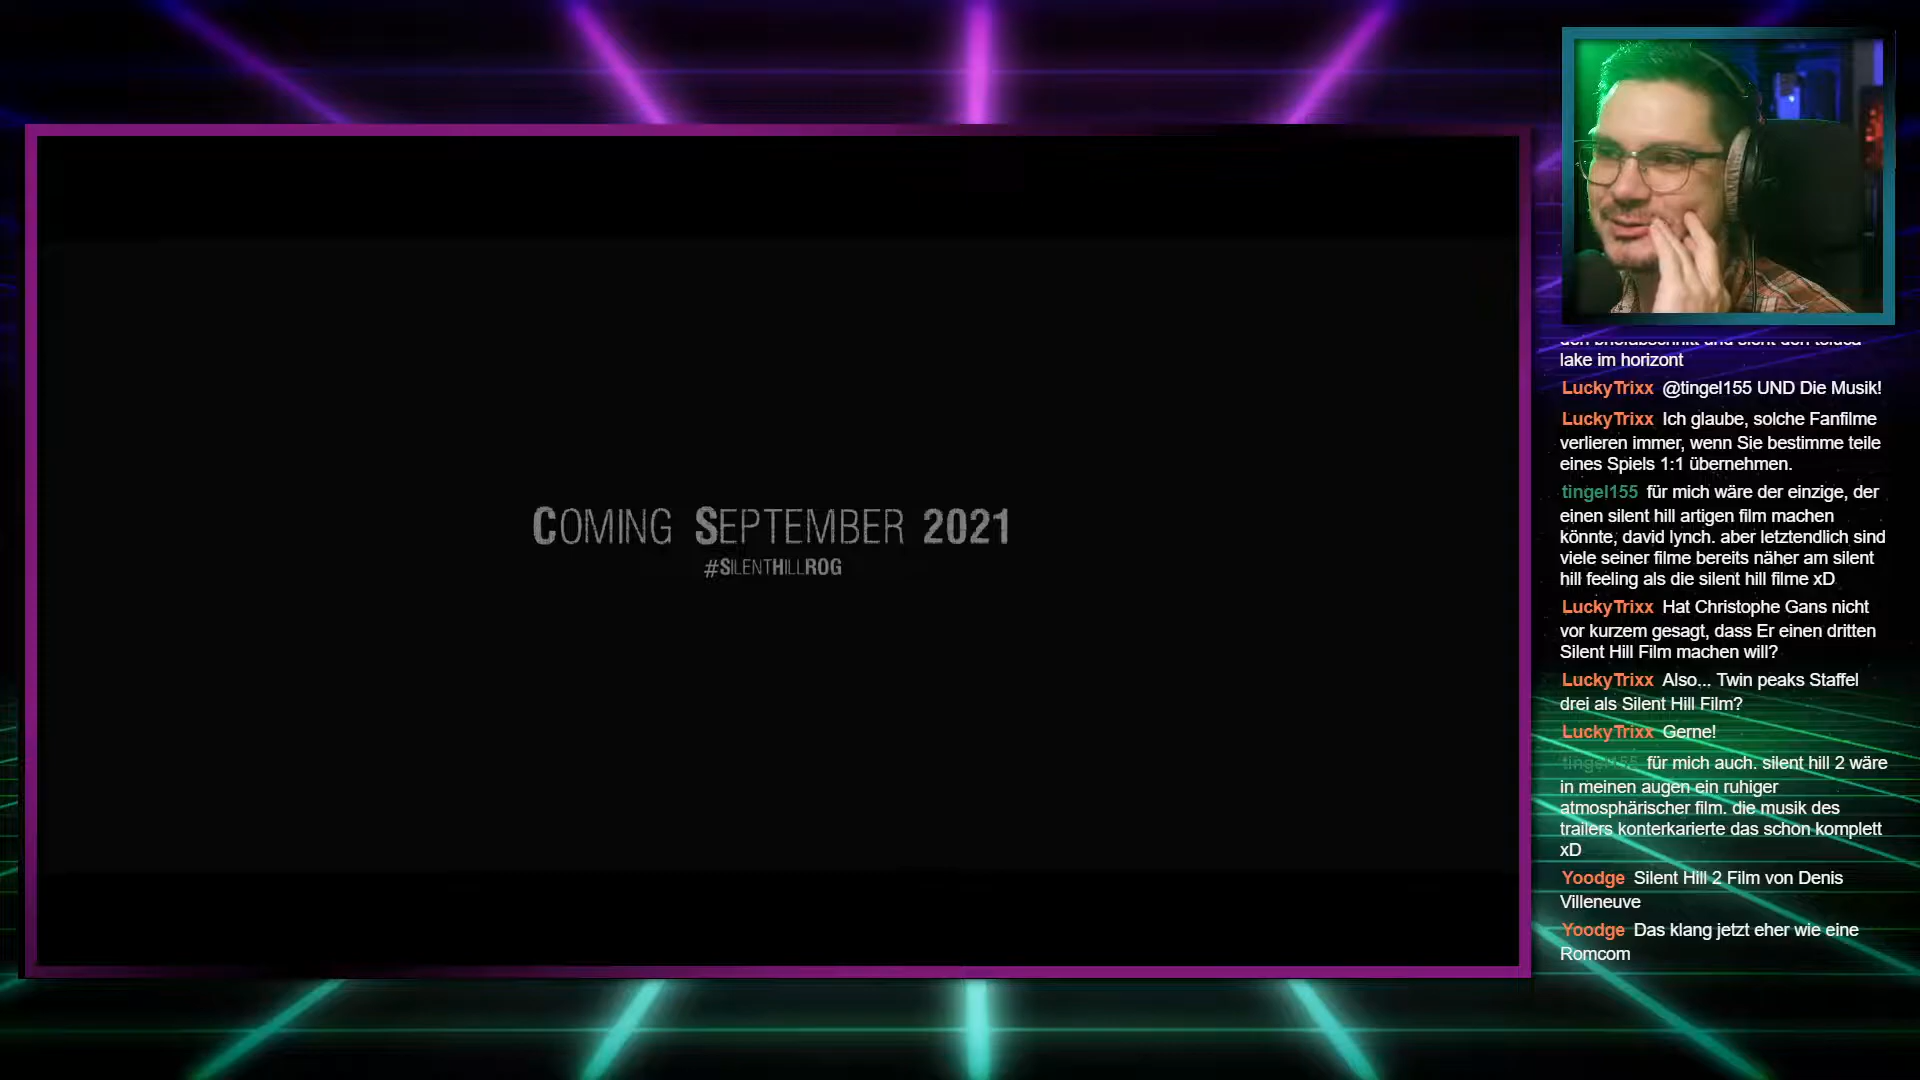 COMING SEPTEMBER 2021
#SILENTHILLROG
lake im horizont
LuckyTrixx @tingel155 UND Die Musik!
LuckyTrixx Ich glaube, solche Fanfilme
verlieren immer, wenn Sie bestimme teile
eines Spiels 1:1 übernehmen.
tingel155 für mich wäre der einzige, der
einen silent hill artigen film machen
könnte, david lynch. aber letztendlich sind
viele seiner filme bereits näher am silent
hill feeling als die silent hill filme xD
LuckyTrixx Hat Christophe Gans nicht
vor kurzem gesagt, dass Er einen dritten
Silent Hill Film machen will?
LuckyTrixx Also... Twin peaks Staffel
drei als Silent Hill Film?
LuckyTrixx Gerne!
tingel155 für mich auch. silent hill 2 wäre
in meinen augen ein ruhiger
atmosphärischer film. die musik des
trailers konterkarierte das schon komplett
xD
Yoodge Silent Hill 2 Film von Denis
Villeneuve
Yoodge Das klang jetzt eher wie eine
Romcom